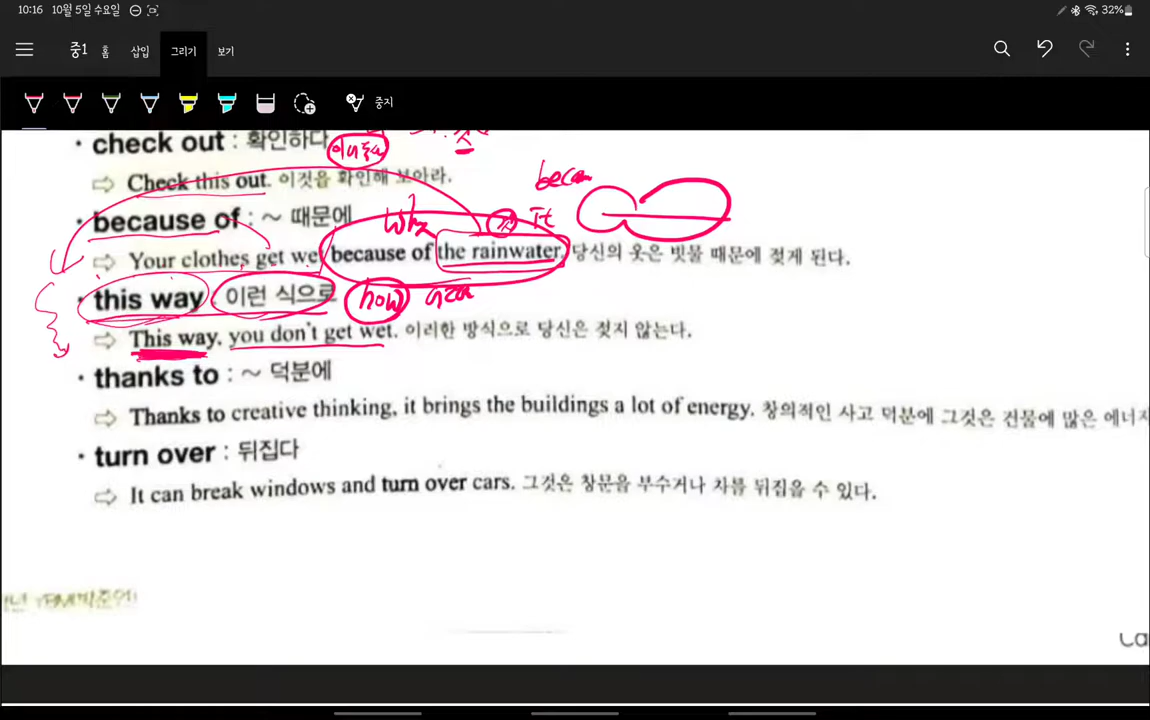 10:16 10월 5일 수요일 32%
중1 홈 삽입 그리기 보기
중지
· check out : 확인하다
⇨ Check this out. 이것을 확인해 보아라.
beca
· because of : ~ 때문에
why It
⇨ Your clothes get wet because of the rainwater. 당신의 옷은 빗물 때문에 젖게 된다.
· this way : 이런 식으로 how
⇨ This way, you don't get wet. 이러한 방식으로 당신은 젖지 않는다.
· thanks to : ~ 덕분에
⇨ Thanks to creative thinking, it brings the buildings a lot of energy. 창의적인 사고 덕분에 그것은 건물에 많은 에너지
· turn over : 뒤집다
⇨ It can break windows and turn over cars. 그것은 창문을 부수거나 차를 뒤집을 수 있다.